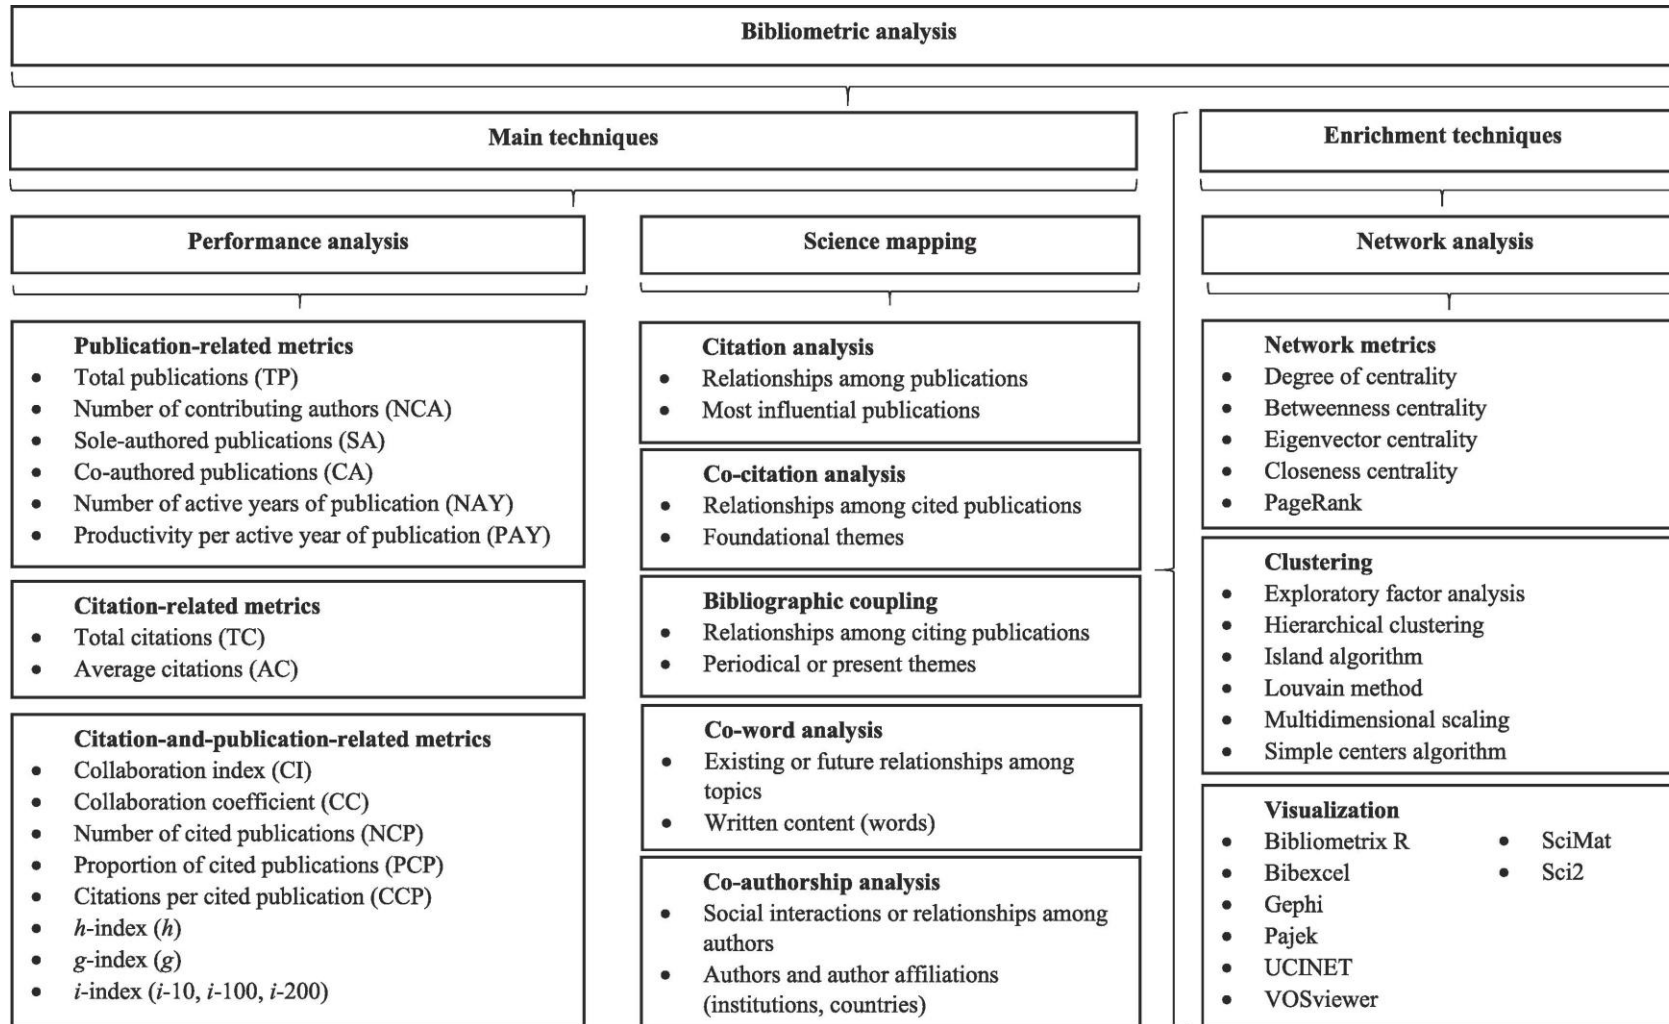 Bibliometric analysis
Main techniques
Enrichment techniques
Performance analysis
Science mapping
Network analysis
Publication-related metrics
• Total publications (TP)
• Number of contributing authors (NCA)
• Sole-authored publications (SA)
• Co-authored publications (CA)
• Number of active years of publication (NAY)
• Productivity per active year of publication (PAY)
Citation-related metrics
• Total citations (TC)
• Average citations (AC)
Citation-and-publication-related metrics
• Collaboration index (CI)
• Collaboration coefficient (CC)
• Number of cited publications (NCP)
• Proportion of cited publications (PCP)
• Citations per cited publication (CCP)
• h-index (h)
• g-index (g)
• i-index (i-10, i-100, i-200)
Citation analysis
• Relationships among publications
• Most influential publications
Co-citation analysis
• Relationships among cited publications
• Foundational themes
Bibliographic coupling
• Relationships among citing publications
• Periodical or present themes
Co-word analysis
• Existing or future relationships among
topics
• Written content (words)
Co-authorship analysis
• Social interactions or relationships among
authors
• Authors and author affiliations
(institutions, countries)
Network metrics
• Degree of centrality
• Betweenness centrality
• Eigenvector centrality
• Closeness centrality
• PageRank
Clustering
• Exploratory factor analysis
• Hierarchical clustering
• Island algorithm
• Louvain method
• Multidimensional scaling
• Simple centers algorithm
Visualization
• Bibliometrix R
• Bibexcel
• Gephi
• Pajek
• UCINET
• VOSviewer
• SciMat
• Sci2